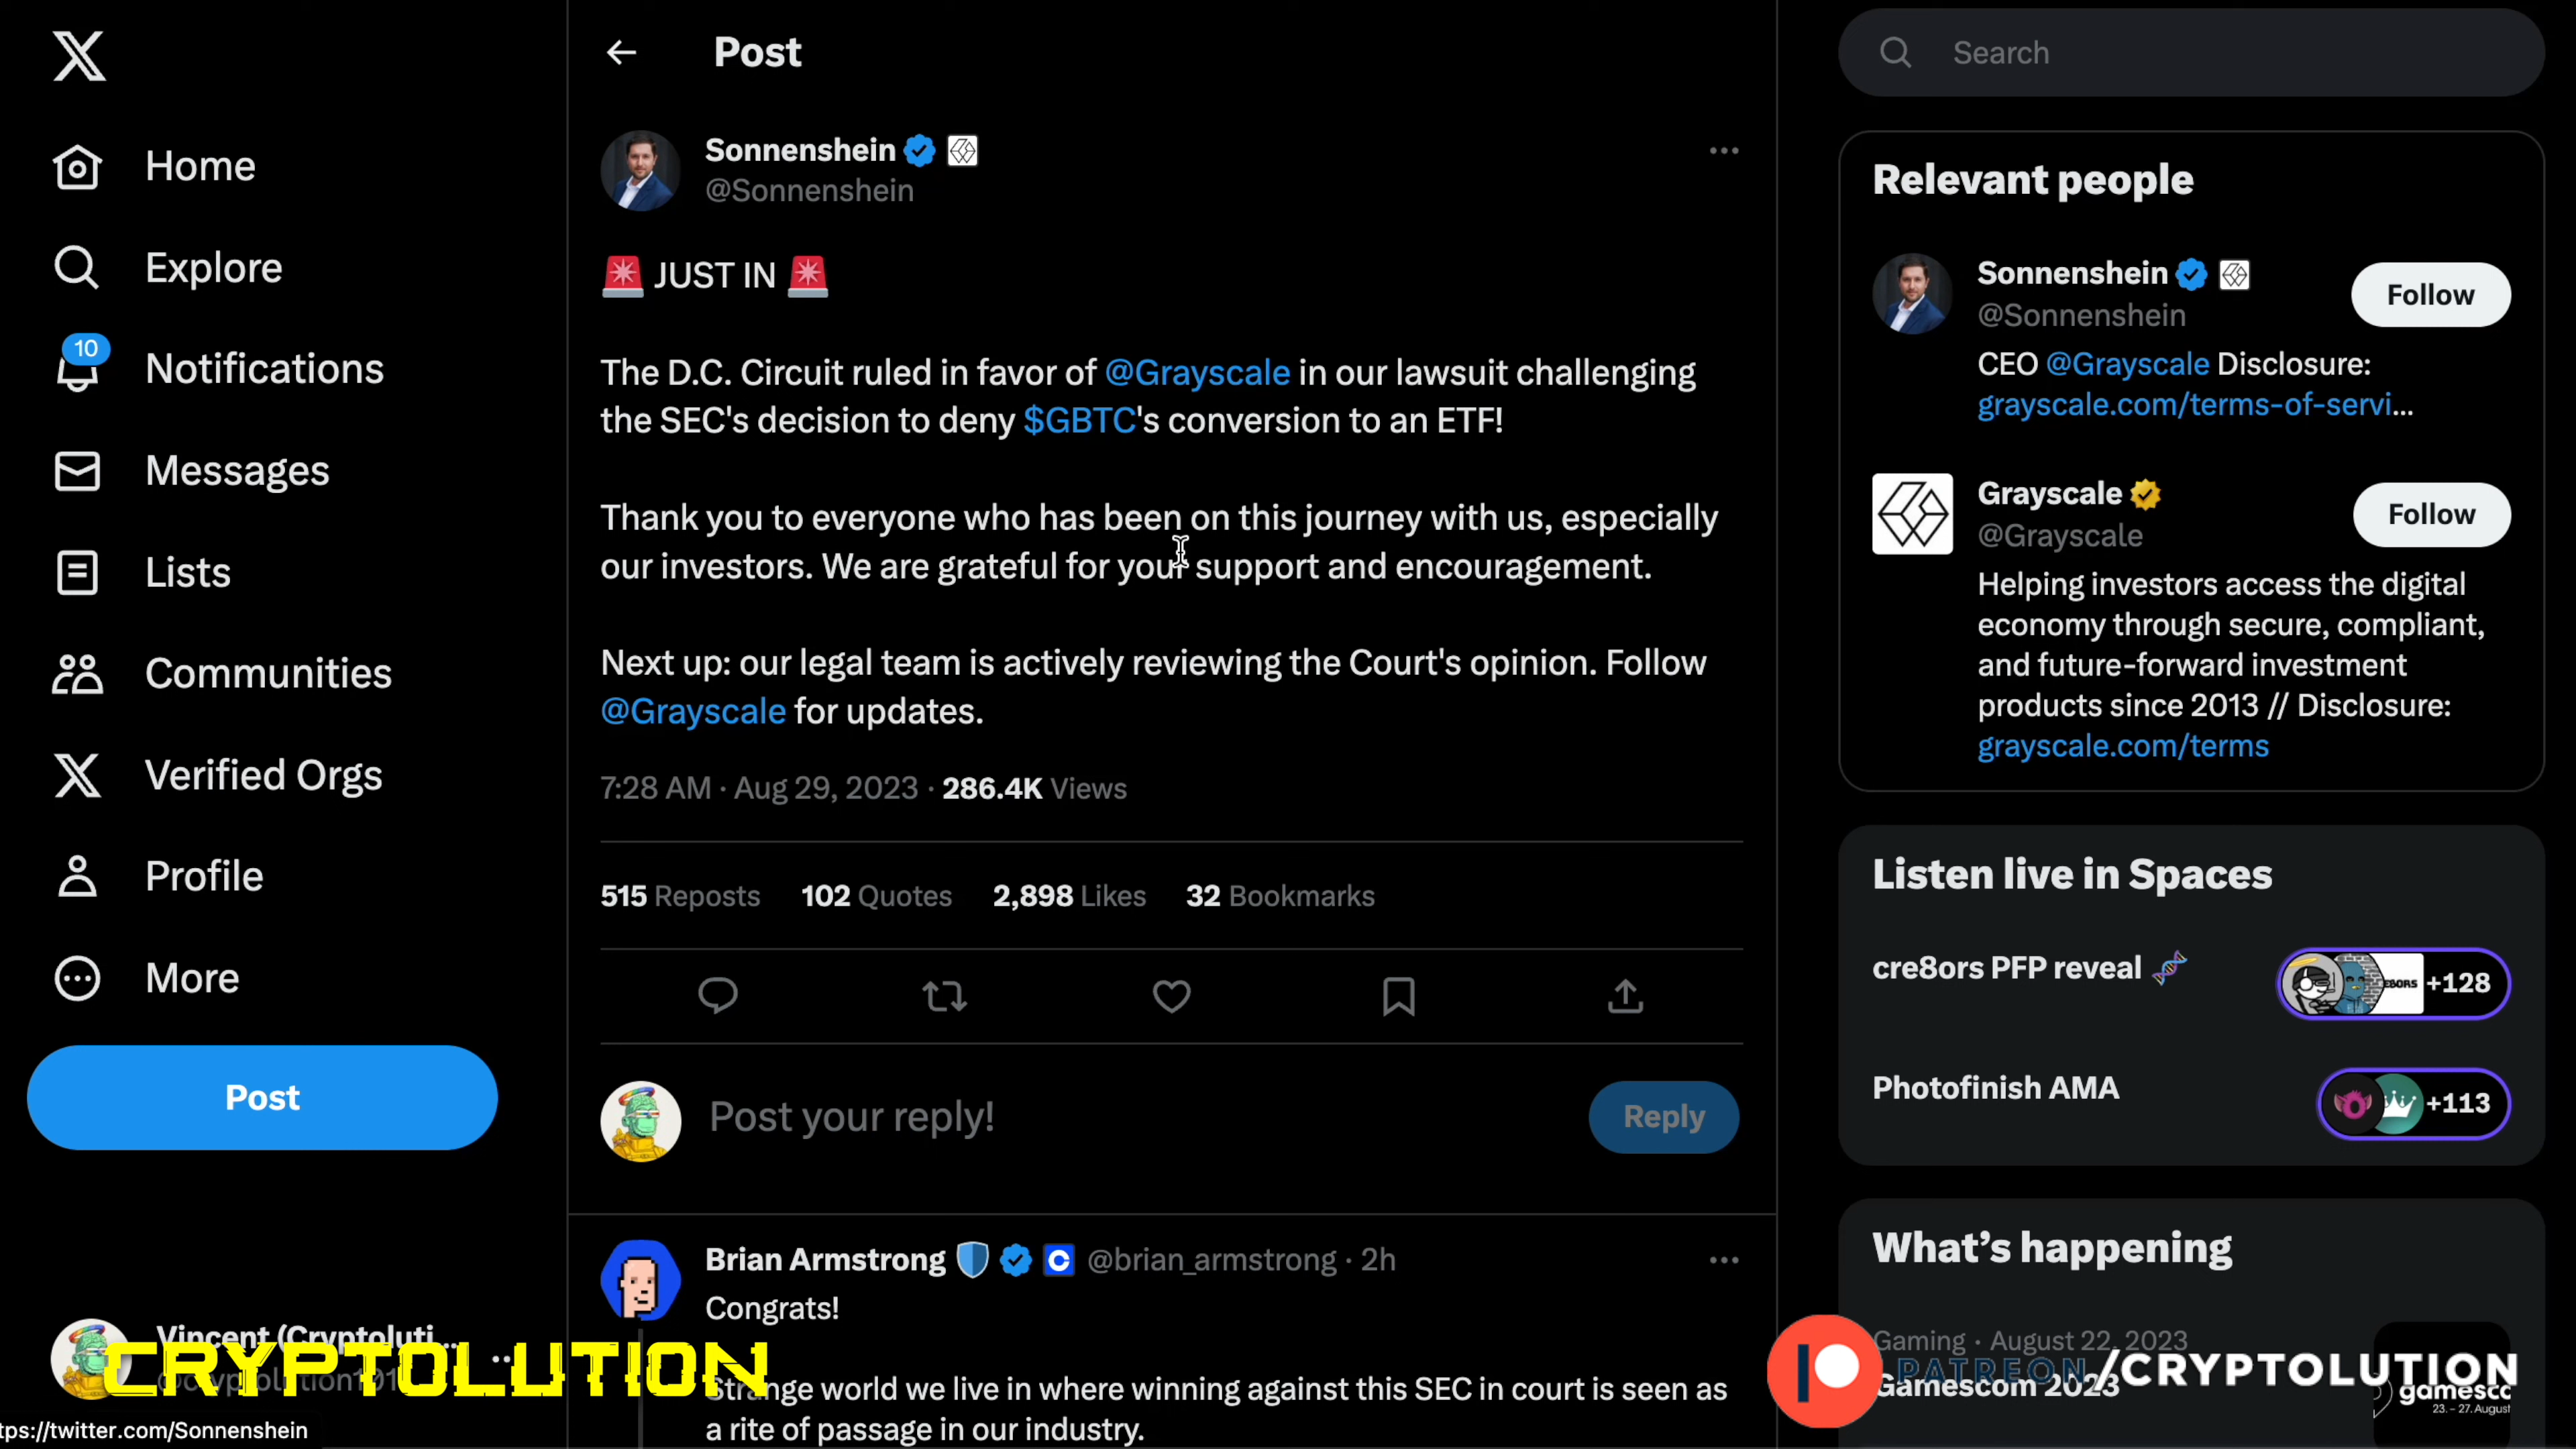 Home
Explore
10
Notifications
Messages
Lists
Communities
Verified Orgs
Profile
More
Post
Vincent (Cryptoluti...
CRYPTOLUTION
tps://twitter.com/Sonnenshein
Post
Sonnenshein
@Sonnenshein
🚨 JUST IN 🚨
The D.C. Circuit ruled in favor of @Grayscale in our lawsuit challenging
the SEC's decision to deny $GBTC's conversion to an ETF!
Thank you to everyone who has been on this journey with us, especially
our investors. We are grateful for your support and encouragement.
Next up: our legal team is actively reviewing the Court's opinion. Follow
@Grayscale for updates.
7:28 AM · Aug 29, 2023 · 286.4K Views
515 Reposts 102 Quotes 2,898 Likes 32 Bookmarks
Post your reply!
Reply
Brian Armstrong @brian_armstrong · 2h
Congrats!
Strange world we live in where winning against this SEC in court is seen as
a rite of passage in our industry.
Search
Relevant people
Sonnenshein
@Sonnenshein
Follow
CEO @Grayscale Disclosure:
grayscale.com/terms-of-servi...
Grayscale
@Grayscale
Follow
Helping investors access the digital
economy through secure, compliant,
and future-forward investment
products since 2013 // Disclosure:
grayscale.com/terms
Listen live in Spaces
cre8ors PFP reveal 🧬
+128
Photofinish AMA
+113
What's happening
Gaming · August 22, 2023
PATREON/CRYPTOLUTION
Gamescom 2023
gamesc
23. – 27. August